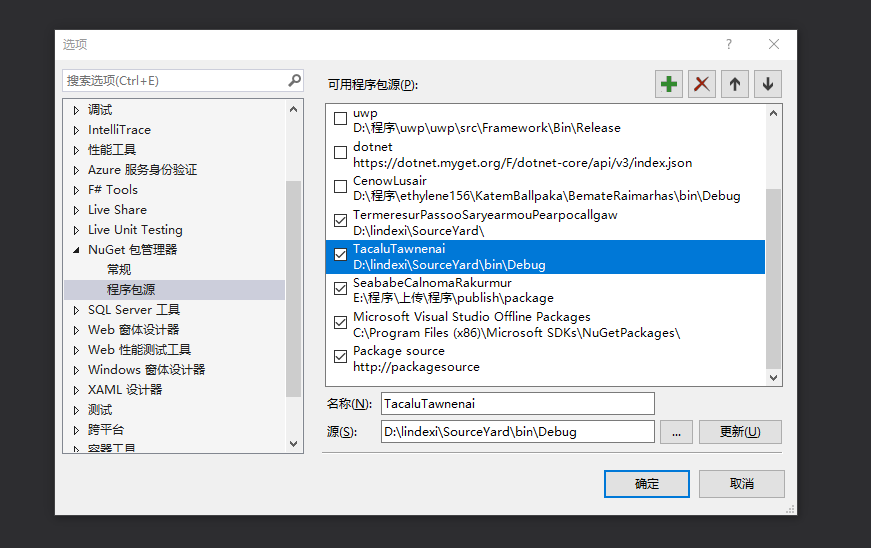 选项
搜索选项(Ctrl+E)
调试
IntelliTrace
性能工具
Azure 服务身份验证
F# Tools
Live Share
Live Unit Testing
NuGet 包管理器
常规
程序包源
SQL Server 工具
Web 窗体设计器
Web 性能测试工具
Windows 窗体设计器
XAML 设计器
测试
跨平台
容器工具
可用程序包源(P):
uwp
D:\程序\uwp\uwp\src\Framework\Bin\Release
dotnet
https://dotnet.myget.org/F/dotnet-core/api/v3/index.json
CenowLusair
D:\程序\ethylene156\KatemBallpaka\BemateRaimarhas\bin\Debug
TermeresurPassooSaryearmouPearpocallgaw
D:\lindexi\SourceYard\
TacaluTawnenai
D:\lindexi\SourceYard\bin\Debug
SeababeCalnomaRakurmur
E:\程序\上传\程序\publish\package
Microsoft Visual Studio Offline Packages
C:\Program Files (x86)\Microsoft SDKs\NuGetPackages\
Package source
http://packagesource
名称(N): TacaluTawnenai
源(S): D:\lindexi\SourceYard\bin\Debug ... 更新(U)
确定 取消